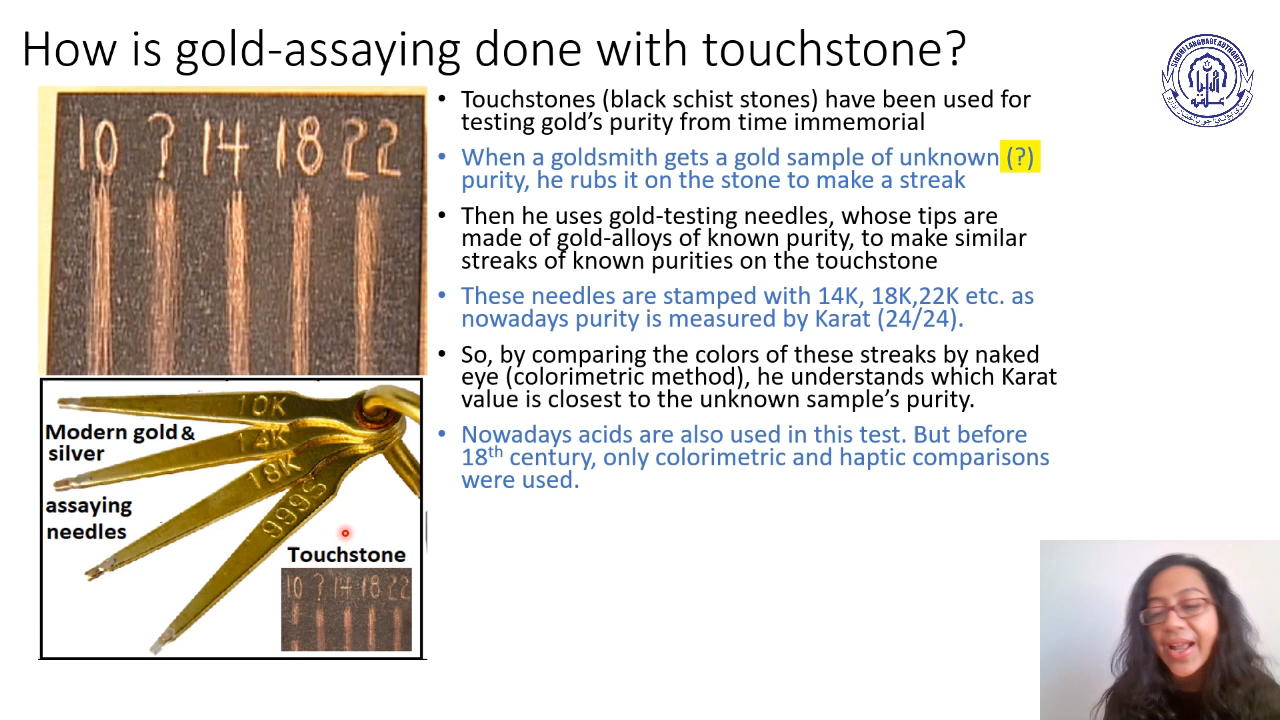 How is gold-assaying done with touchstone?
10 ? 14 18 22
• Touchstones (black schist stones) have been used for
testing gold’s purity from time immemorial
• When a goldsmith gets a gold sample of unknown (?)
purity, he rubs it on the stone to make a streak
• Then he uses gold-testing needles, whose tips are
made of gold-alloys of known purity, to make similar
streaks of known purities on the touchstone
• These needles are stamped with 14K, 18K,22K etc. as
nowadays purity is measured by Karat (24/24).
• So, by comparing the colors of these streaks by naked
eye (colorimetric method), he understands which Karat
value is closest to the unknown sample’s purity.
• Nowadays acids are also used in this test. But before
18th century, only colorimetric and haptic comparisons
were used.
10K
14K
18K
999S
Modern gold &
silver
assaying
needles
Touchstone
10 ? 14 18 22
SINDHI LANGUAGE AUTHORITY